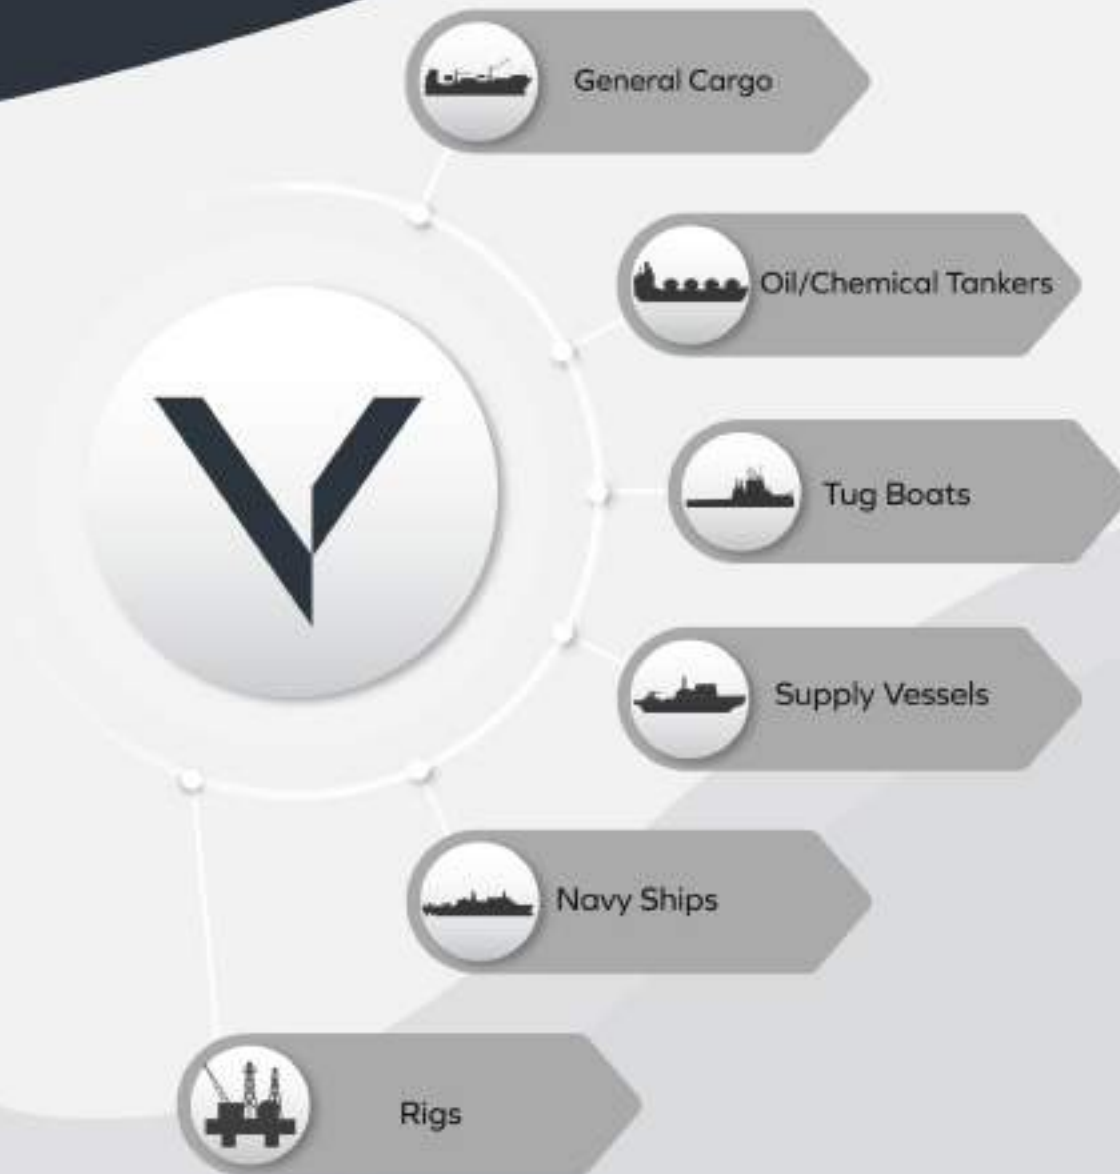 General Cargo
Oil/Chemical Tankers
Tug Boats
Supply Vessels
Navy Ships
Rigs